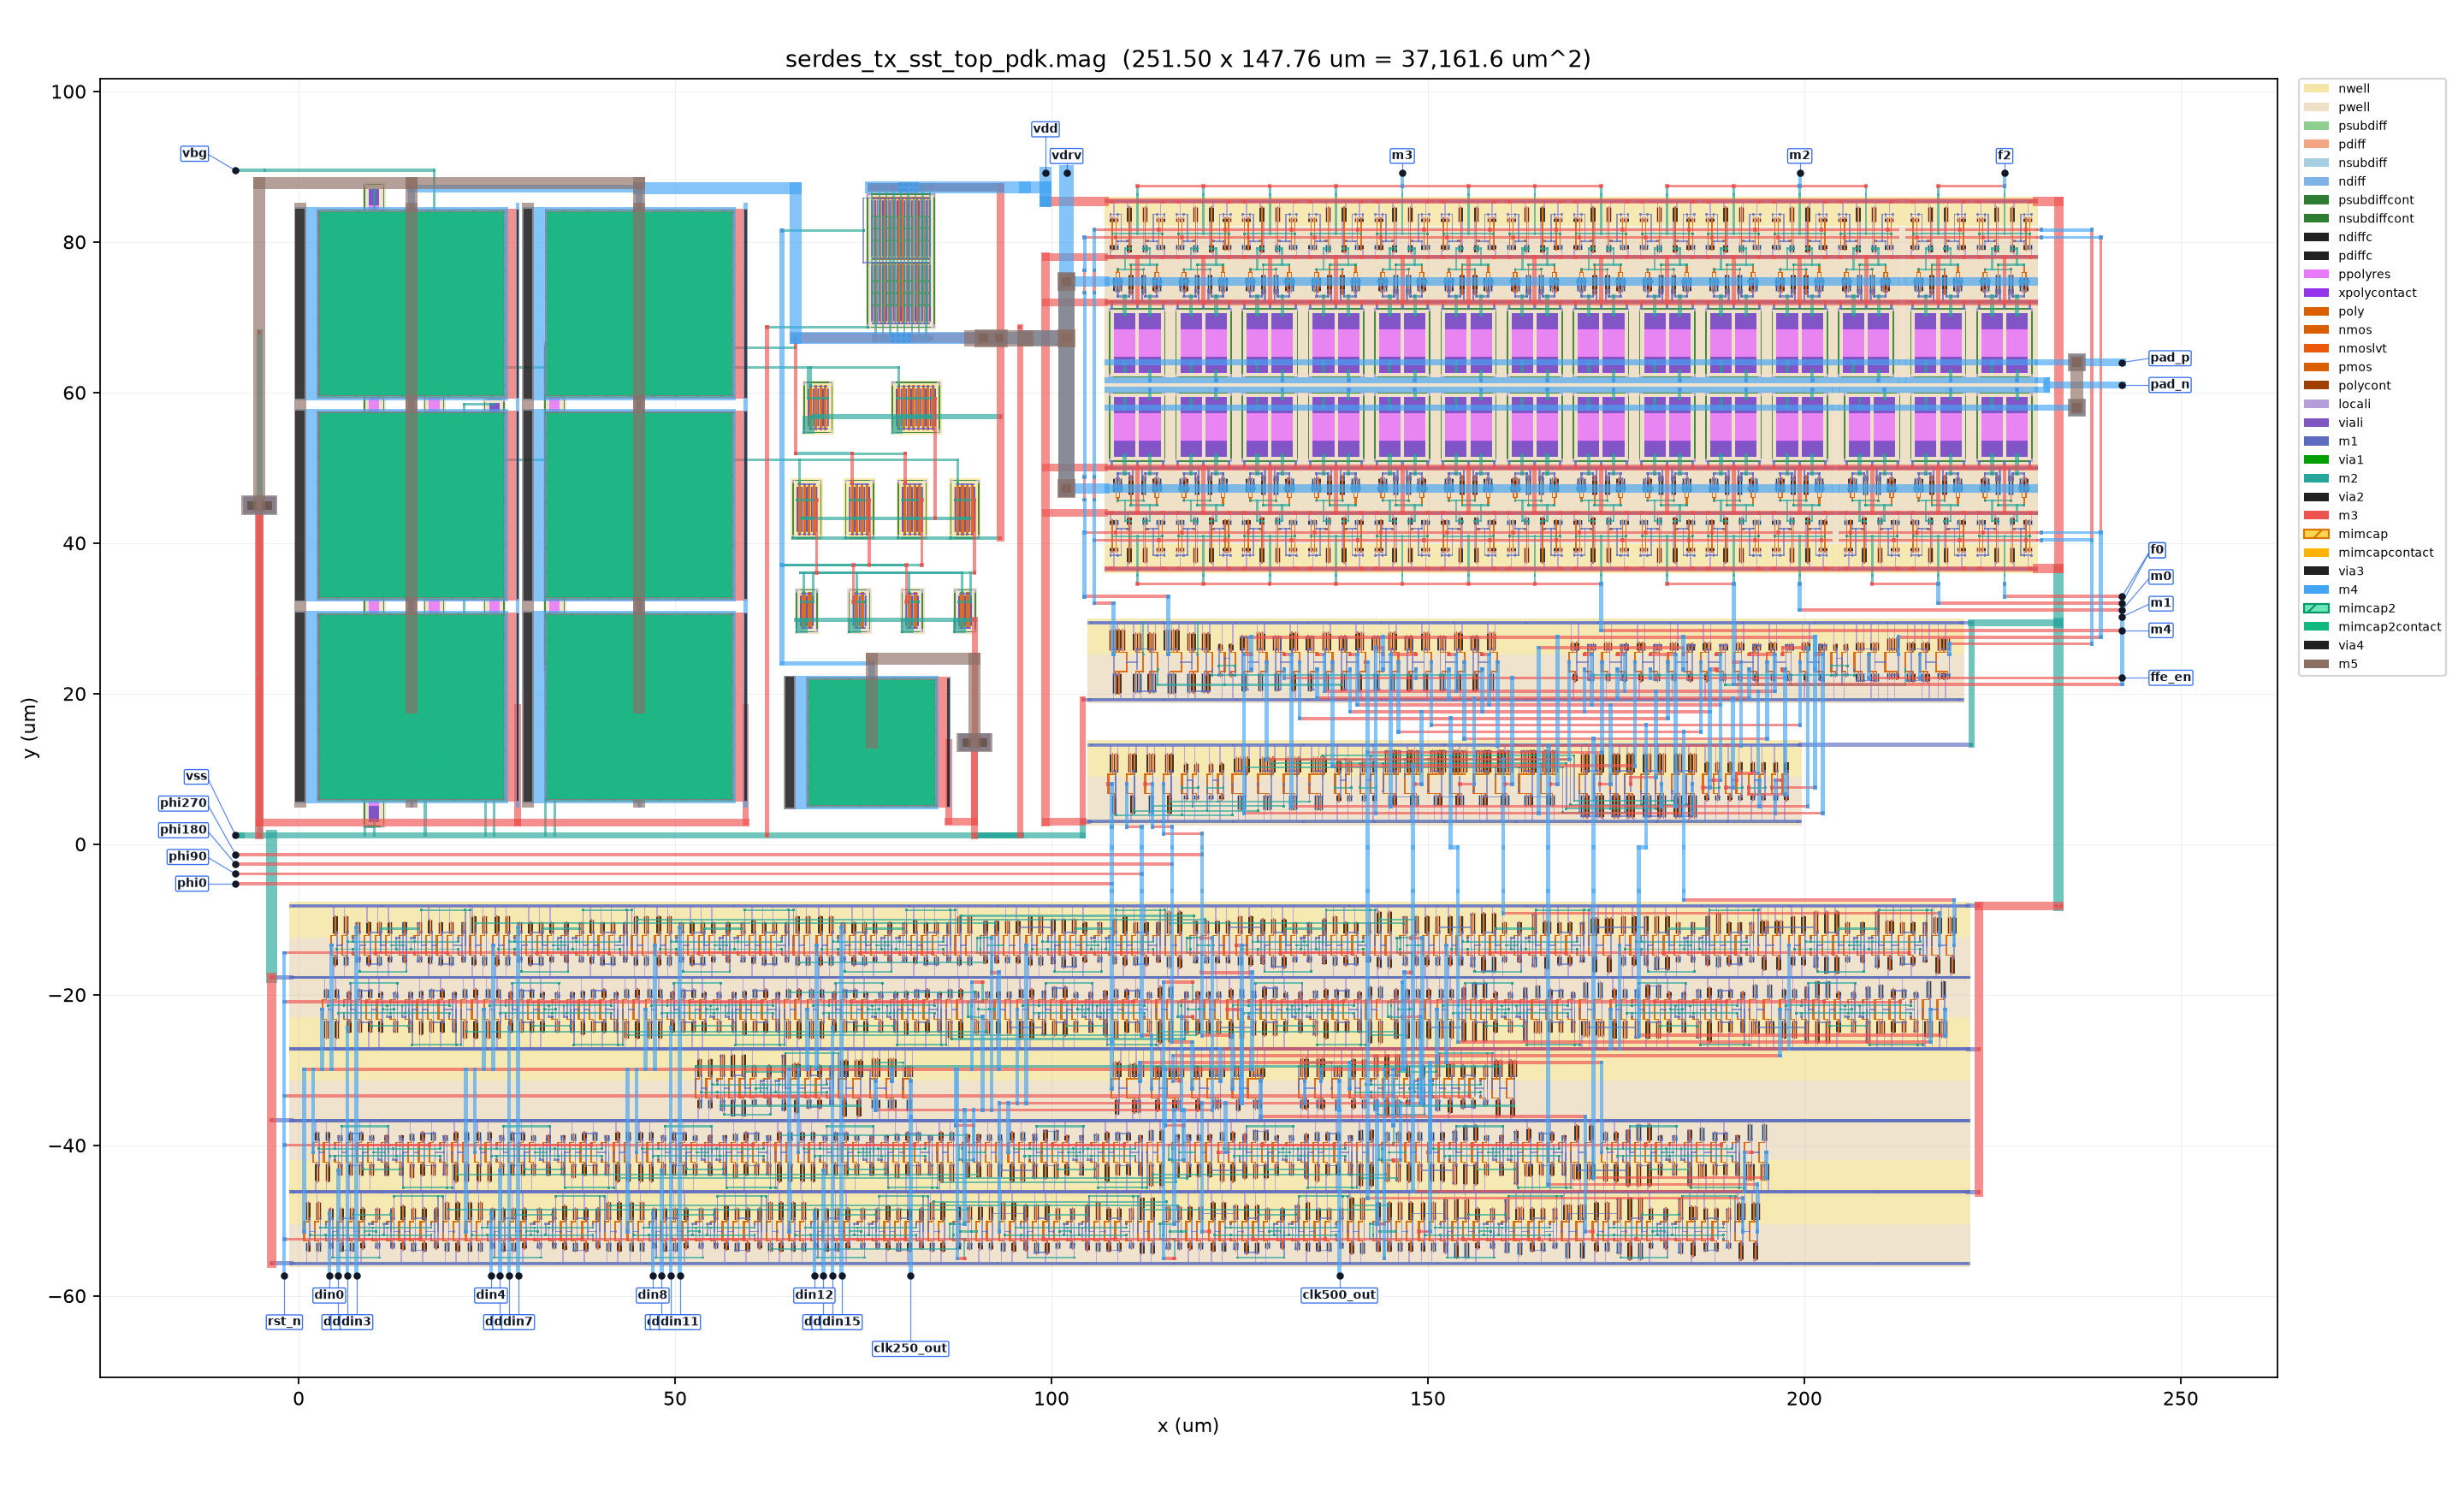 serdes_tx_sst_top_pdk.mag (251.50 x 147.76 um = 37,161.6 um^2)
100
80
60
40
20
0
−20
−40
−60
y (um)
0
50
100
150
200
250
x (um)
vbg
vdd
vdrv
m3
m2
f2
pad_p
pad_n
f0
m0
m1
m4
ffe_en
vss
phi270
phi180
phi90
phi0
din0
din4
din8
din12
clk500_out
rst_n
din3
din7
din11
din15
clk250_out
nwell
pwell
psubdiff
pdiff
nsubdiff
ndiff
psubdiffcont
nsubdiffcont
ndiffc
pdiffc
ppolyres
xpolycontact
poly
nmos
nmoslvt
pmos
polycont
locali
viali
m1
via1
m2
via2
m3
mimcap
mimcapcontact
via3
m4
mimcap2
mimcap2contact
via4
m5